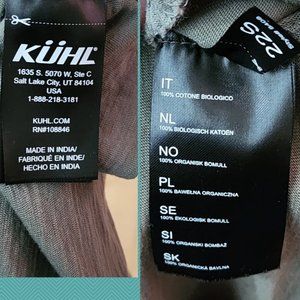 KÜHL
1635 S. 5070 W, Ste C
Salt Lake City, UT 84104
USA
1-888-218-3181
KUHL.COM
RN#108846
MADE IN INDIA/
FABRIQUÉ EN INDE/
HECHO EN INDIA
22S
IT
100% COTONE BIOLOGICO
NL
100% BIOLOGISCH KATOEN
NO
100% ORGANISK BOMULL
PL
100% BAWEŁNA ORGANICZNA
SE
100% EKOLOGISK BOMULL
SI
100% ORGANSKI BOMBAŽ
SK
100% ORGANICKÁ BAVLNA